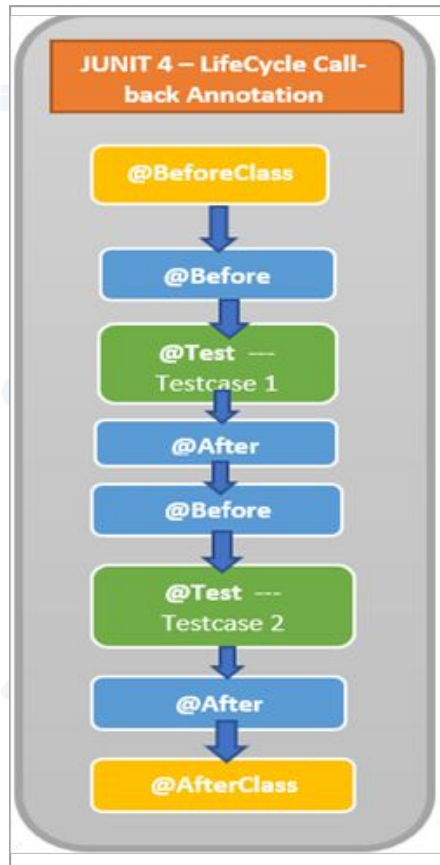 JUNIT 4 – LifeCycle Call-
back Annotation
@BeforeClass
@Before
@Test ---
Testcase 1
@After
@Before
@Test ---
Testcase 2
@After
@AfterClass